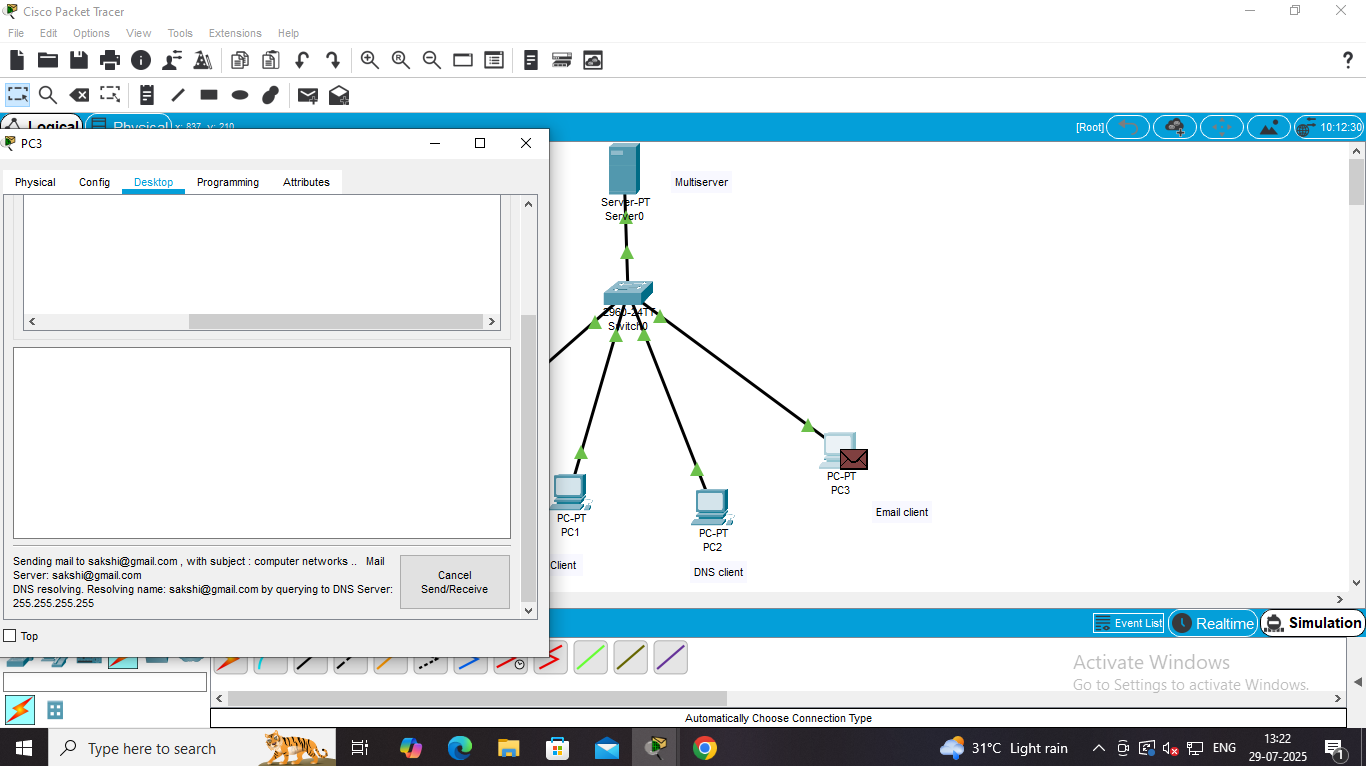 Cisco Packet Tracer
File Edit Options View Tools Extensions Help
Logical Physical x: 837, y: 210 [Root] 10:12:30
PC3
Physical Config Desktop Programming Attributes
Sending mail to sakshi@gmail.com , with subject : computer networks .. Mail
Server: sakshi@gmail.com
DNS resolving. Resolving name: sakshi@gmail.com by querying to DNS Server:
255.255.255.255
Cancel
Send/Receive
Top
Server-PT
Server0
Multiserver
2960-24TT
Switch0
PC-PT
PC1
Client
PC-PT
PC2
DNS client
PC-PT
PC3
Email client
Event List Realtime Simulation
Activate Windows
Go to Settings to activate Windows.
Automatically Choose Connection Type
Type here to search
31°C Light rain
ENG
13:22
29-07-2025
1